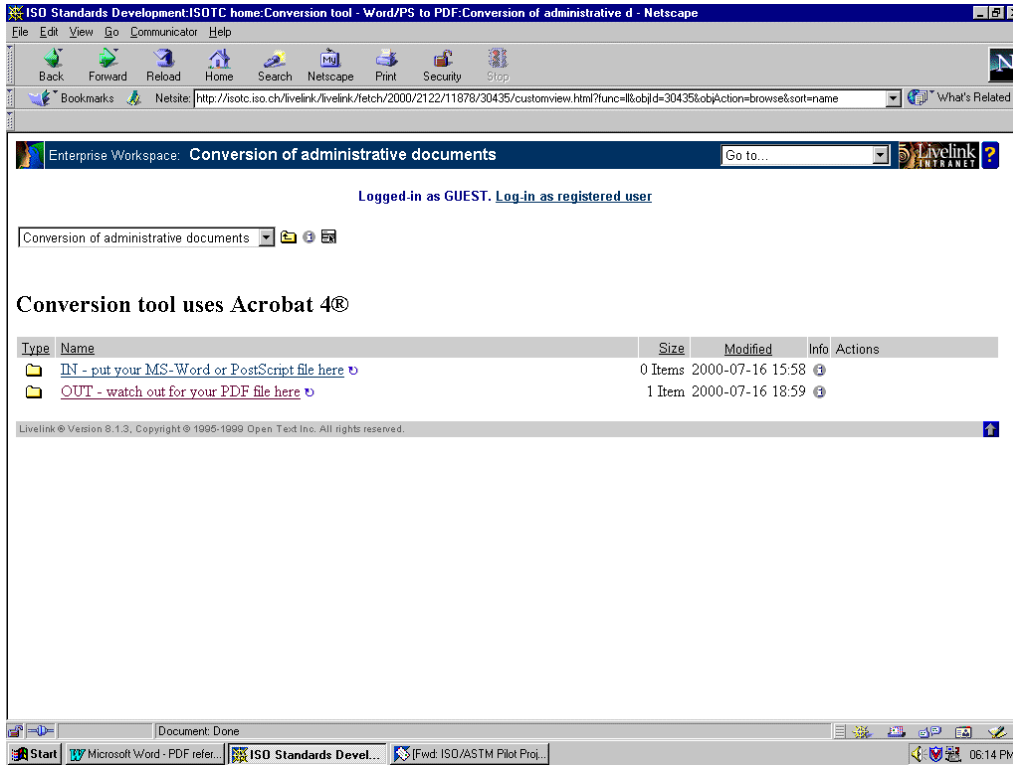 ISO Standards Development:ISOTC home:Conversion tool - Word/PS to PDF:Conversion of administrative d - Netscape
File Edit View Go Communicator Help
Back Forward Reload Home Search Netscape Print Security Stop
My
N
Bookmarks Netsite: http://isotc.iso.ch/livelink/livelink/fetch/2000/2122/11878/30435/customview.html?func=ll&objId=30435&objAction=browse&sort=name What's Related
Enterprise Workspace: Conversion of administrative documents Go to... Livelink INTRANET ?
Logged-in as GUEST. Log-in as registered user
Conversion of administrative documents
Conversion tool uses Acrobat 4®
Type Name Size Modified Info Actions
IN - put your MS-Word or PostScript file here 0 Items 2000-07-16 15:58
OUT - watch out for your PDF file here 1 Item 2000-07-16 18:59
Livelink ® Version 8.1.3, Copyright © 1995-1999 Open Text Inc. All rights reserved.
Document: Done
Start Microsoft Word - PDF refer... ISO Standards Devel... [Fwd: ISO/ASTM Pilot Proj... 06:14 PM